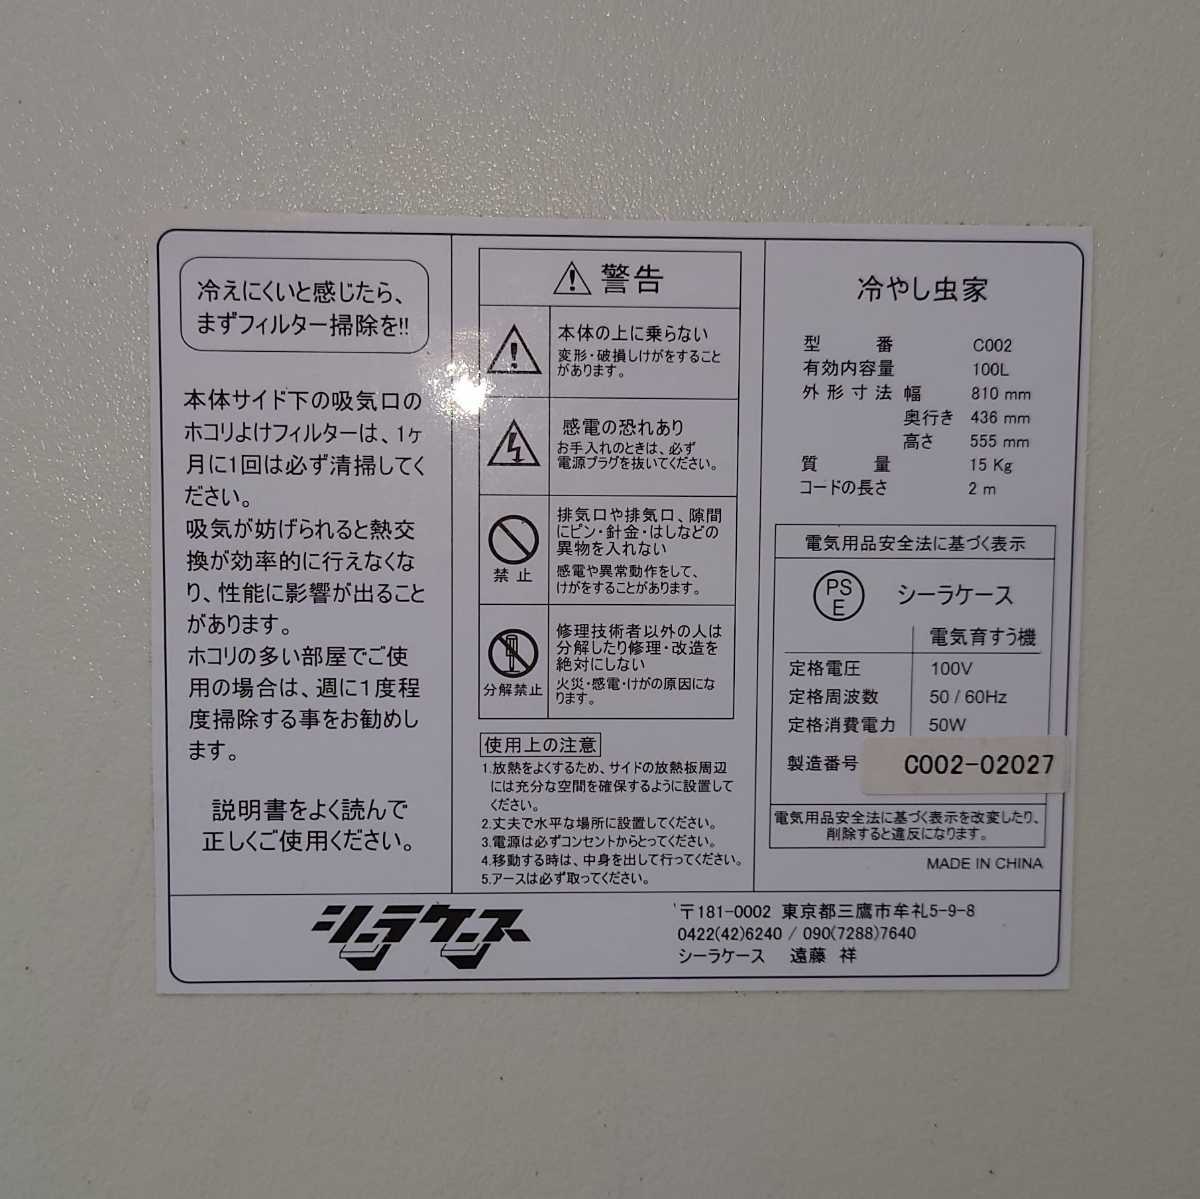 冷えにくいと感じたら、
まずフィルター掃除を!!
本体サイド下の吸気口の
ホコリよけフィルターは、1ヶ
月に1回は必ず清掃してく
ださい。
吸気が妨げられると熱交
換が効率的に行えなくな
り、性能に影響が出ること
があります。
ホコリの多い部屋でご使
用の場合は、週に1度程
度掃除する事をお勧めし
ます。
説明書をよく読んで
正しくご使用ください。
警告
本体の上に乗らない
変形・破損しけがをすること
があります。
感電の恐れあり
お手入れのときは、必ず
電源プラグを抜いてください。
禁止
排気口や排気口、隙間
にピン・針金・はしなどの
異物を入れない
感電や異常動作をして、
けがをすることがあります。
分解禁止
修理技術者以外の人は
分解したり修理・改造を
絶対にしない
火災・感電・けがの原因にな
ります。
使用上の注意
1.放熱をよくするため、サイドの放熱板周辺
には充分な空間を確保するように設置して
ください。
2.丈夫で水平な場所に設置してください。
3.電源は必ずコンセントからとってください。
4.移動する時は、中身を出して行ってください。
5.アースは必ず取ってください。
冷やし虫家
型番 C002
有効内容量 100L
外形寸法 幅 810 mm
奥行き 436 mm
高さ 555 mm
質量 15 Kg
コードの長さ 2 m
電気用品安全法に基づく表示
PS
E
シーラケース
電気育すう機
定格電圧 100V
定格周波数 50 / 60Hz
定格消費電力 50W
製造番号 C002-02027
電気用品安全法に基づく表示を改変したり、
削除すると違反になります。
MADE IN CHINA
シーラケース
〒181-0002 東京都三鷹市牟礼5-9-8
0422(42)6240 / 090(7288)7640
シーラケース 遠藤 祥